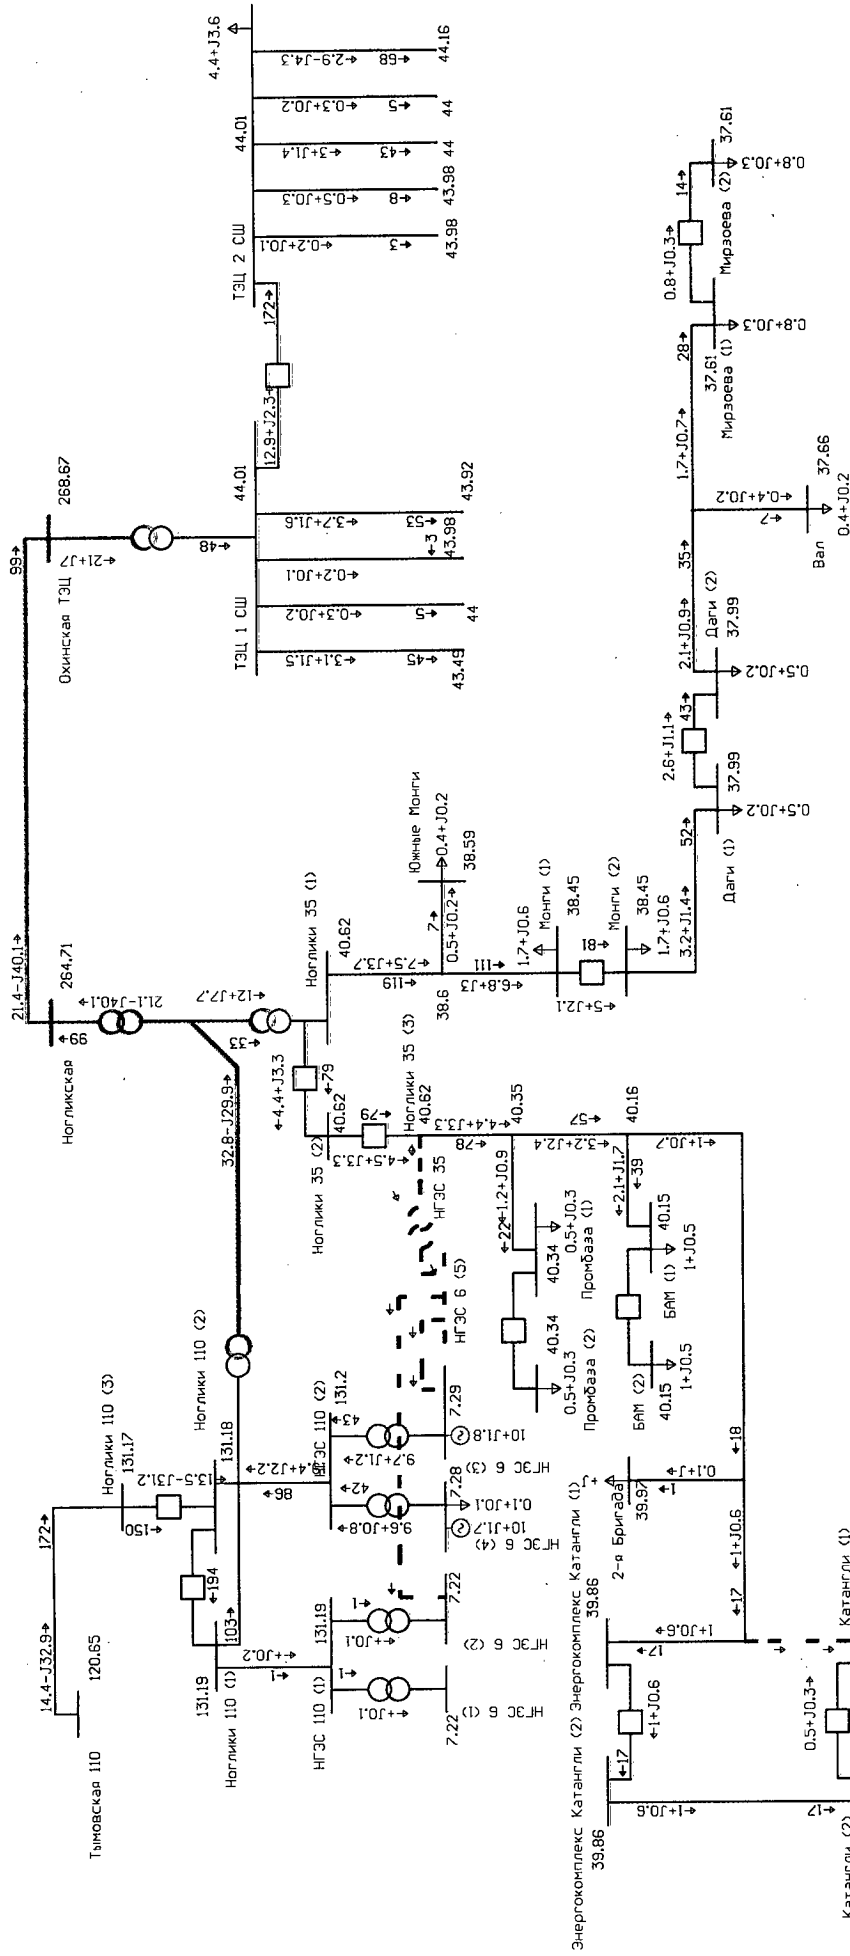 Тымовская 110
120.65
14.4-J32.9→
172→
Ноглики 110 (3)
131.17
←150
13.5-J31.2
←194
131.19
Ноглики 110 (1)
103→
Ноглики 110 (2)
131.18
32.8-J29.9→
←+J0.2
←1
НГЭС 110 (1)
131.19
←1
←+J0.1
7.22
НГЭС 6 (1)
←1
←+J0.1
7.22
НГЭС 6 (2)
←86
НГЭС 110 (2)
131.2
42→
←9.6+J0.8
7.28
10+J1.7
0.1+J0.1
НГЭС 6 (4)
43→
9.7+J1.2→
7.29
10+J1.8
НГЭС 6 (3)
НГЭС 6 (5)
НГЭС 35
Ногликская
264.71
←99
21.4-J40.1→
99→
21.1-J40.1→
←12+J7.7
←33
Охинская ТЭЦ
268.67
←21+J7
←48
ТЭЦ 1 СШ
44.01
←3.1+J1.5
←45
43.49
←0.3+J0.2
←5
44
←0.2+J0.1
←3
43.98
←3.7+J1.6
←53
43.92
12.9+J2.3→
172→
ТЭЦ 2 СШ
44.01
4.4+J3.6
←0.2+J0.1
←3
43.98
←0.5+J0.3
←8
43.98
←3+J1.4
←43
44
←0.3+J0.2
←5
44
←2.9-J4.3
←68
44.16
Ноглики 35 (1)
40.62
←4.4+J3.3
←79
Ноглики 35 (2)
40.62
←4.5+J3.3
←79
Ноглики 35 (3)
40.62
←7.5+J3.7
←119
38.6
7→
0.5+J0.2→
Южные Монги
0.4+J0.2
38.59
←111
←6.8+J3
1.7+J0.6
Монги (1)
38.45
←81
←5+J2.1
Монги (2)
38.45
1.7+J0.6
3.2+J1.4→
52→
Даги (1)
37.99
0.5+J0.2
2.6+J1.1→
43→
Даги (2)
37.99
0.5+J0.2
2.1+J0.9→
35→
←0.4+J0.2
←7
Вал
37.66
0.4+J0.2
1.7+J0.7→
28→
Мирзоева (1)
37.61
0.8+J0.3
0.8+J0.3→
14→
Мирзоева (2)
37.61
0.8+J0.3
←4.4+J3.3
←78
40.35
←22
←1.2+J0.9
40.34
0.5+J0.3
Промбаза (1)
40.34
0.5+J0.3
Промбаза (2)
←57
←3.2+J2.4
40.16
←2.1+J1.7
←39
40.15
БАМ (1)
1+J0.5
БАМ (2)
40.15
1+J0.5
←1+J0.7
←18
2-я Бригада
39.97
+J
0.1+J→
←1
←1+J0.6
←17
Энергокомплекс Катангли (1)
39.86
1+J0.6→
17→
←1+J0.6
←17
Энергокомплекс Катангли (2)
39.86
←1+J0.6
←17
0.5+J0.3→
Катангли (1)
Катангли (2)